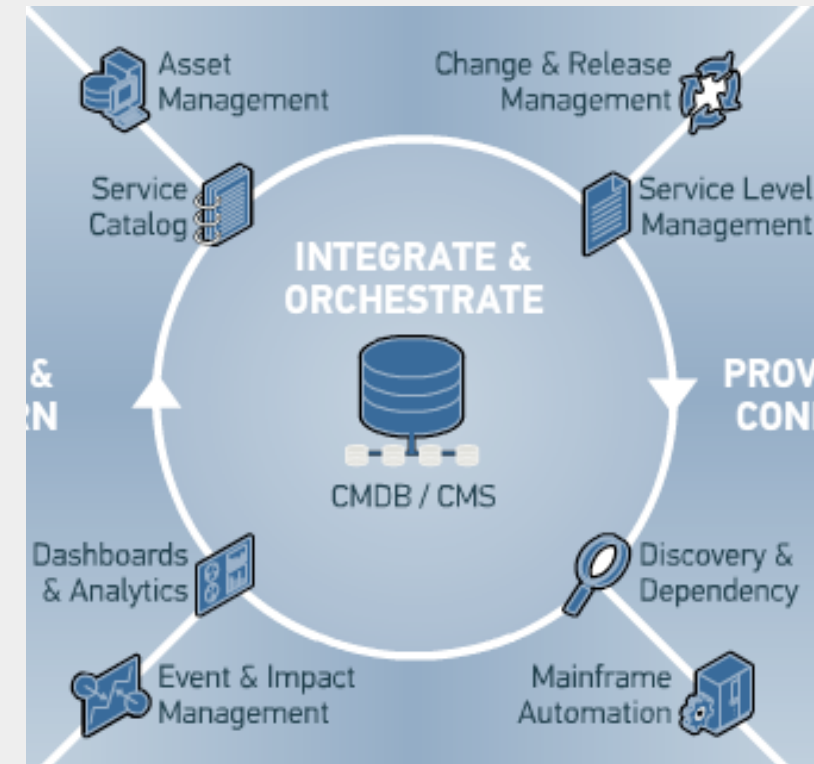 Asset
Management
Change & Release
Management
Service
Catalog
Service Level
Management
INTEGRATE &
ORCHESTRATE
&
PROV
CMDB / CMS
Dashboards
& Analytics
Discovery &
Dependency
Event & Impact
Management
Mainframe
Automation